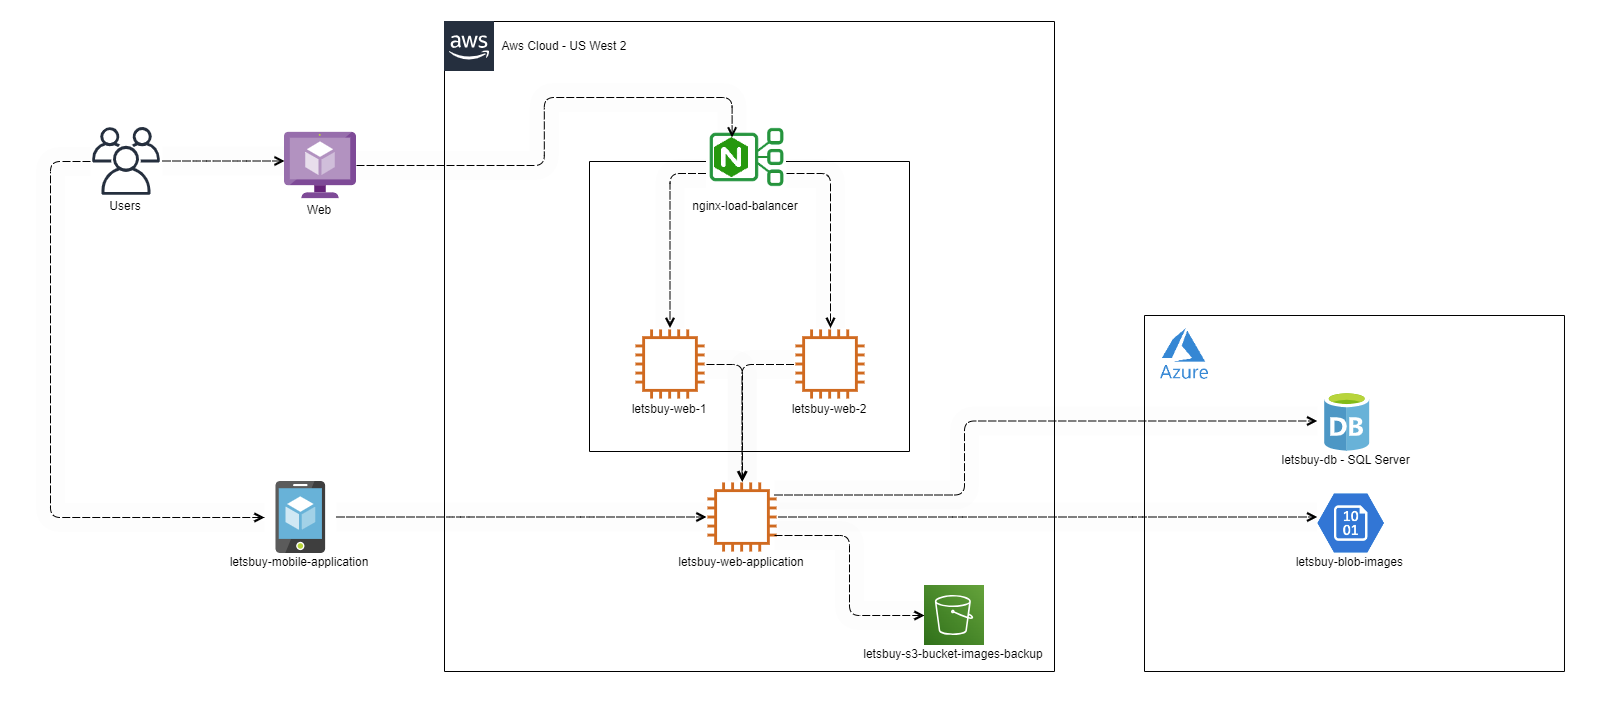 aws
Aws Cloud - US West 2
Users
Web
N
nginx-load-balancer
letsbuy-web-1
letsbuy-web-2
Azure
DB
letsbuy-db - SQL Server
10
01
letsbuy-blob-images
letsbuy-mobile-application
letsbuy-web-application
letsbuy-s3-bucket-images-backup